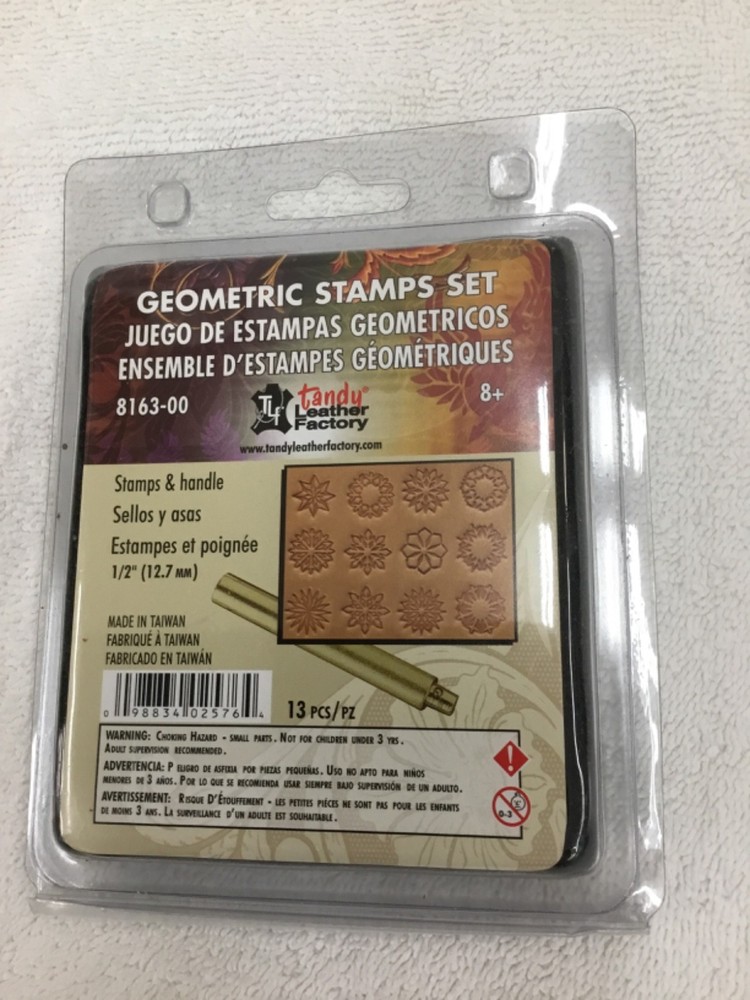 GEOMETRIC STAMPS SET
JUEGO DE ESTAMPAS GEOMETRICOS
ENSEMBLE D'ESTAMPES GÉOMÉTRIQUES
8163-00
TLF
tandy®
Leather
Factory
8+
www.tandyleatherfactory.com
Stamps & handle
Sellos y asas
Estampes et poignée
1/2" (12.7 MM)
MADE IN TAIWAN
FABRIQUÉ À TAIWAN
FABRICADO EN TAIWÁN
0 98834 02576 4
13 PCS/PZ
WARNING: CHOKING HAZARD - SMALL PARTS. NOT FOR CHILDREN UNDER 3 YRS.
ADULT SUPERVISION RECOMMENDED.
ADVERTENCIA: P ELIGRO DE ASFIXIA POR PIEZAS PEQUEÑAS. USO NO APTO PARA NIÑOS
MENORES DE 3 AÑOS. POR LO QUE SE RECOMIENDA USAR SIEMPRE BAJO SUPERVISIÓN DE UN ADULTO.
AVERTISSEMENT: RISQUE D'ÉTOUFFEMENT - LES PETITES PIÉCES NE SONT PAS POUR LES ENFANTS
DE MOINS 3 ANS. LA SURVEILLANCE D'UN ADULTE EST SOUHAITABLE.
0-3